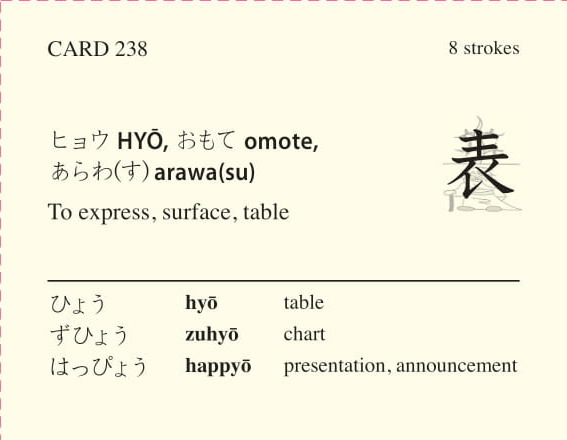 CARD 238
8 strokes
ヒョウ HYŌ, おもて omote,
あらわ(す) arawa(su)
To express, surface, table
表
ひょう hyō table
ずひょう zuhyō chart
はっぴょう happyō presentation, announcement